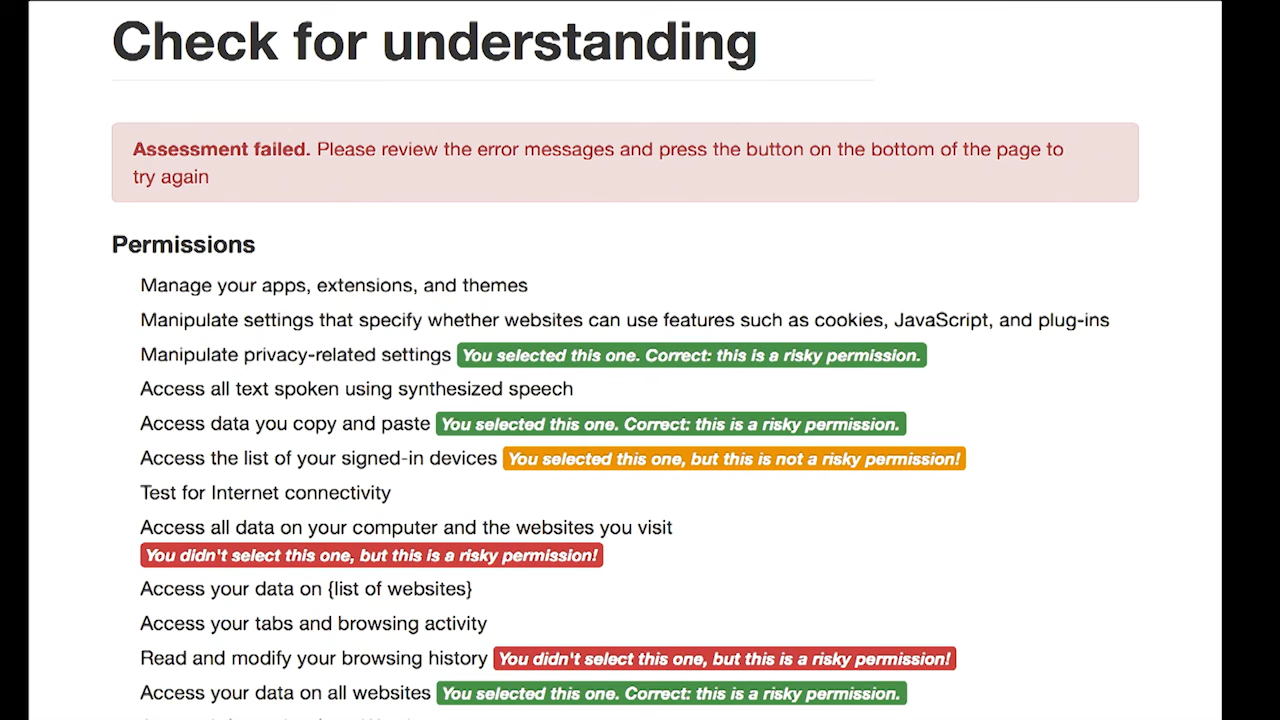 Check for understanding
Assessment failed. Please review the error messages and press the button on the bottom of the page to
try again
Permissions
Manage your apps, extensions, and themes
Manipulate settings that specify whether websites can use features such as cookies, JavaScript, and plug-ins
Manipulate privacy-related settings You selected this one. Correct: this is a risky permission.
Access all text spoken using synthesized speech
Access data you copy and paste You selected this one. Correct: this is a risky permission.
Access the list of your signed-in devices You selected this one, but this is not a risky permission!
Test for Internet connectivity
Access all data on your computer and the websites you visit
You didn't select this one, but this is a risky permission!
Access your data on {list of websites}
Access your tabs and browsing activity
Read and modify your browsing history You didn't select this one, but this is a risky permission!
Access your data on all websites You selected this one. Correct: this is a risky permission.